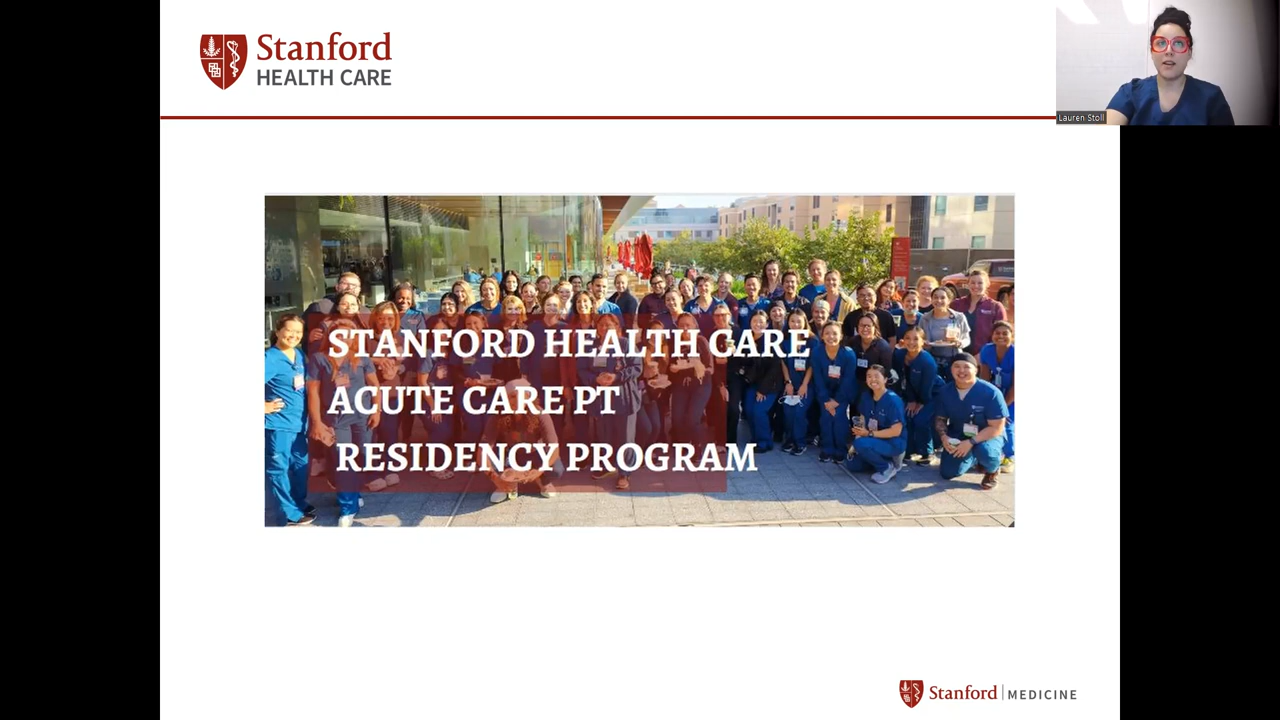 Stanford
HEALTH CARE
Lauren Stoll
STANFORD HEALTH CARE
ACUTE CARE PT
RESIDENCY PROGRAM
Stanford | MEDICINE